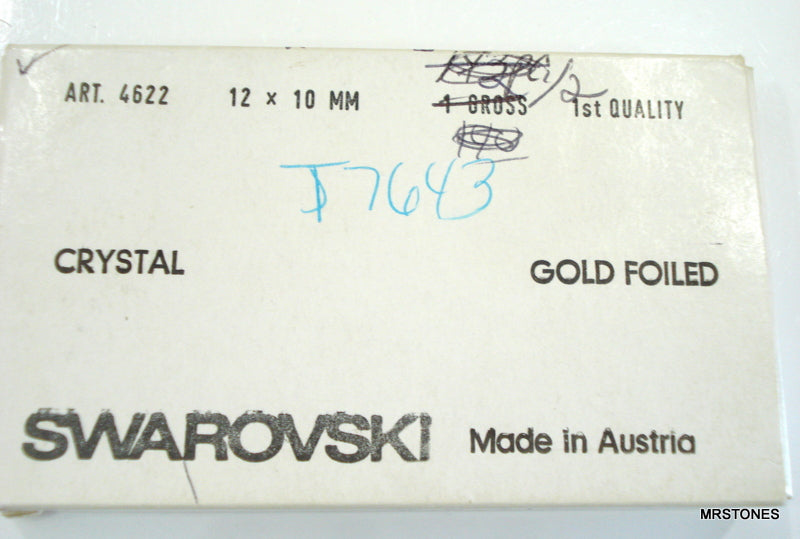 ART. 4622 12 x 10 MM 1 GROSS 1st QUALITY
J7643
CRYSTAL GOLD FOILED
SWAROVSKI Made in Austria
MRSTONES